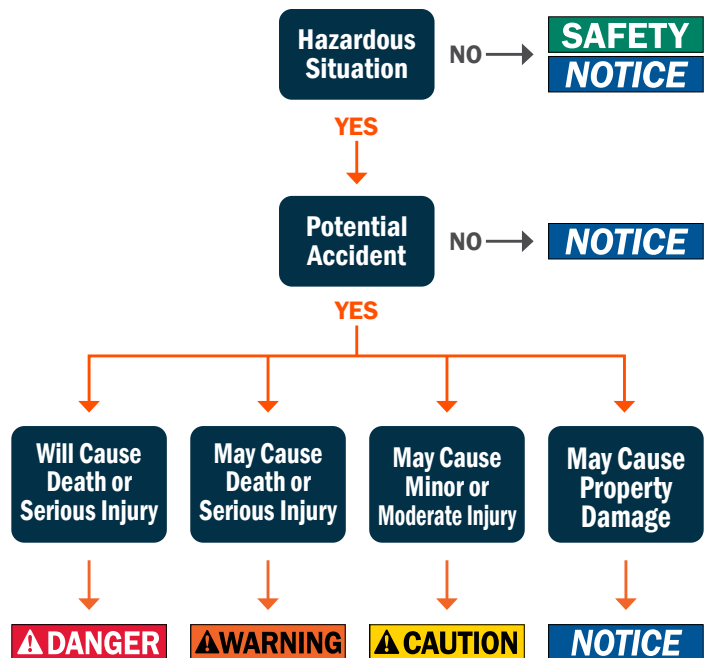 Hazardous
Situation
NO
SAFETY
NOTICE
YES
Potential
Accident
NO
NOTICE
YES
Will Cause
Death or
Serious Injury
May Cause
Death or
Serious Injury
May Cause
Minor or
Moderate Injury
May Cause
Property
Damage
DANGER
WARNING
CAUTION
NOTICE